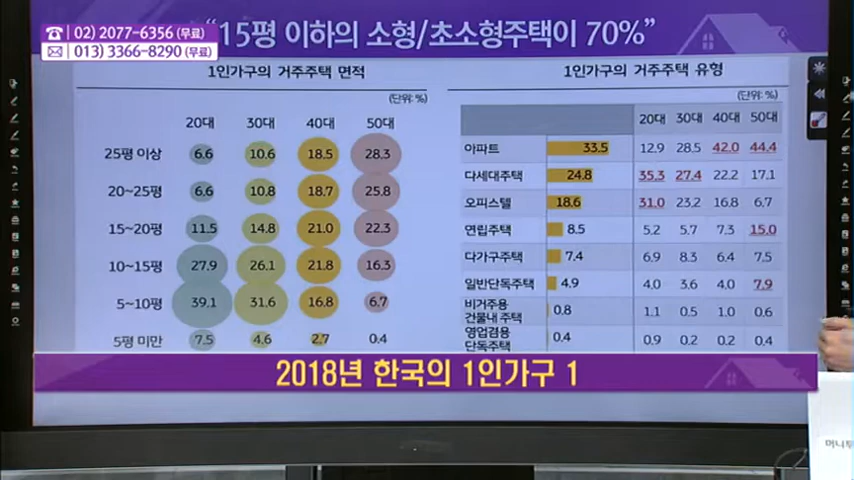 02) 2077-6356 (무료)
013) 3366-8290 (무료)
“15평 이하의 소형/초소형주택이 70%”
1인가구의 거주주택 면적
(단위: %)
20대 30대 40대 50대
25평 이상 6.6 10.6 18.5 28.3
20~25평 6.6 10.8 18.7 25.8
15~20평 11.5 14.8 21.0 22.3
10~15평 27.9 26.1 21.8 16.3
5~10평 39.1 31.6 16.8 6.7
5평 미만 7.5 4.6 2.7 0.4
1인가구의 거주주택 유형
(단위: %)
20대 30대 40대 50대
아파트 33.5 12.9 28.5 42.0 44.4
다세대주택 24.8 35.3 27.4 22.2 17.1
오피스텔 18.6 31.0 23.2 16.8 6.7
연립주택 8.5 5.2 5.7 7.3 15.0
다가구주택 7.4 6.9 8.3 6.4 7.5
일반단독주택 4.9 4.0 3.6 4.0 7.9
비거주용
건물내 주택 0.8 1.1 0.5 1.0 0.6
영업겸용
단독주택 0.4 0.9 0.2 0.2 0.4
2018년 한국의 1인가구 1